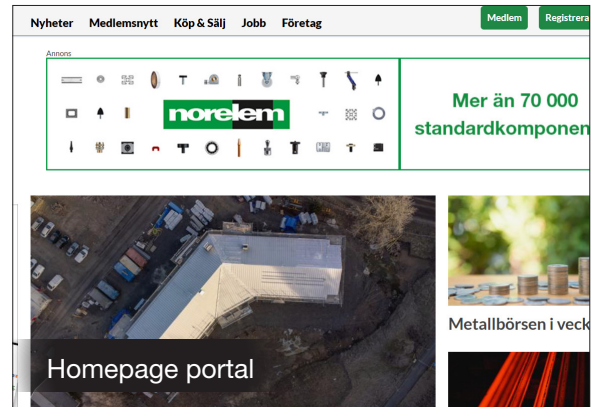 Nyheter Medlemsnytt Köp & Sälj Jobb Företag Medlem Registrera
Annons
norelem
Mer än 70 000
standardkomponen
Metallbörsen i veck
Homepage portal